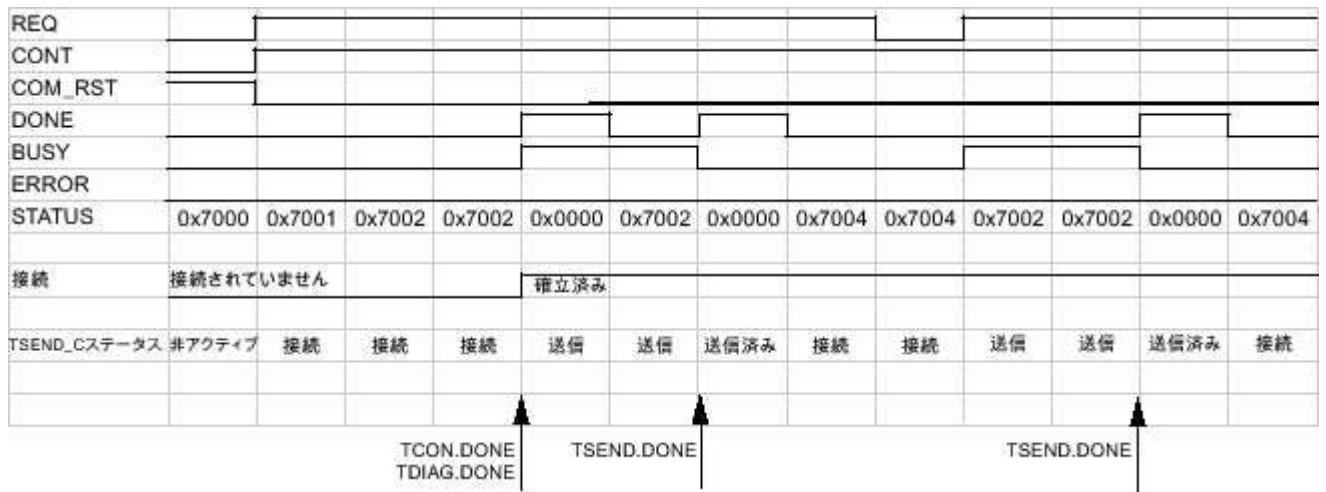 REQ
CONT
COM_RST
DONE
BUSY
ERROR
STATUS 0x7000 0x7001 0x7002 0x7002 0x0000 0x7002 0x0000 0x7004 0x7004 0x7002 0x7002 0x0000 0x7004
接続 接続されていません 確立済み
TSEND_Cステータス 非アクティブ 接続 接続 接続 送信 送信 送信済み 接続 接続 送信 送信 送信済み 接続
TCON.DONE TSEND.DONE TSEND.DONE
TDIAG.DONE